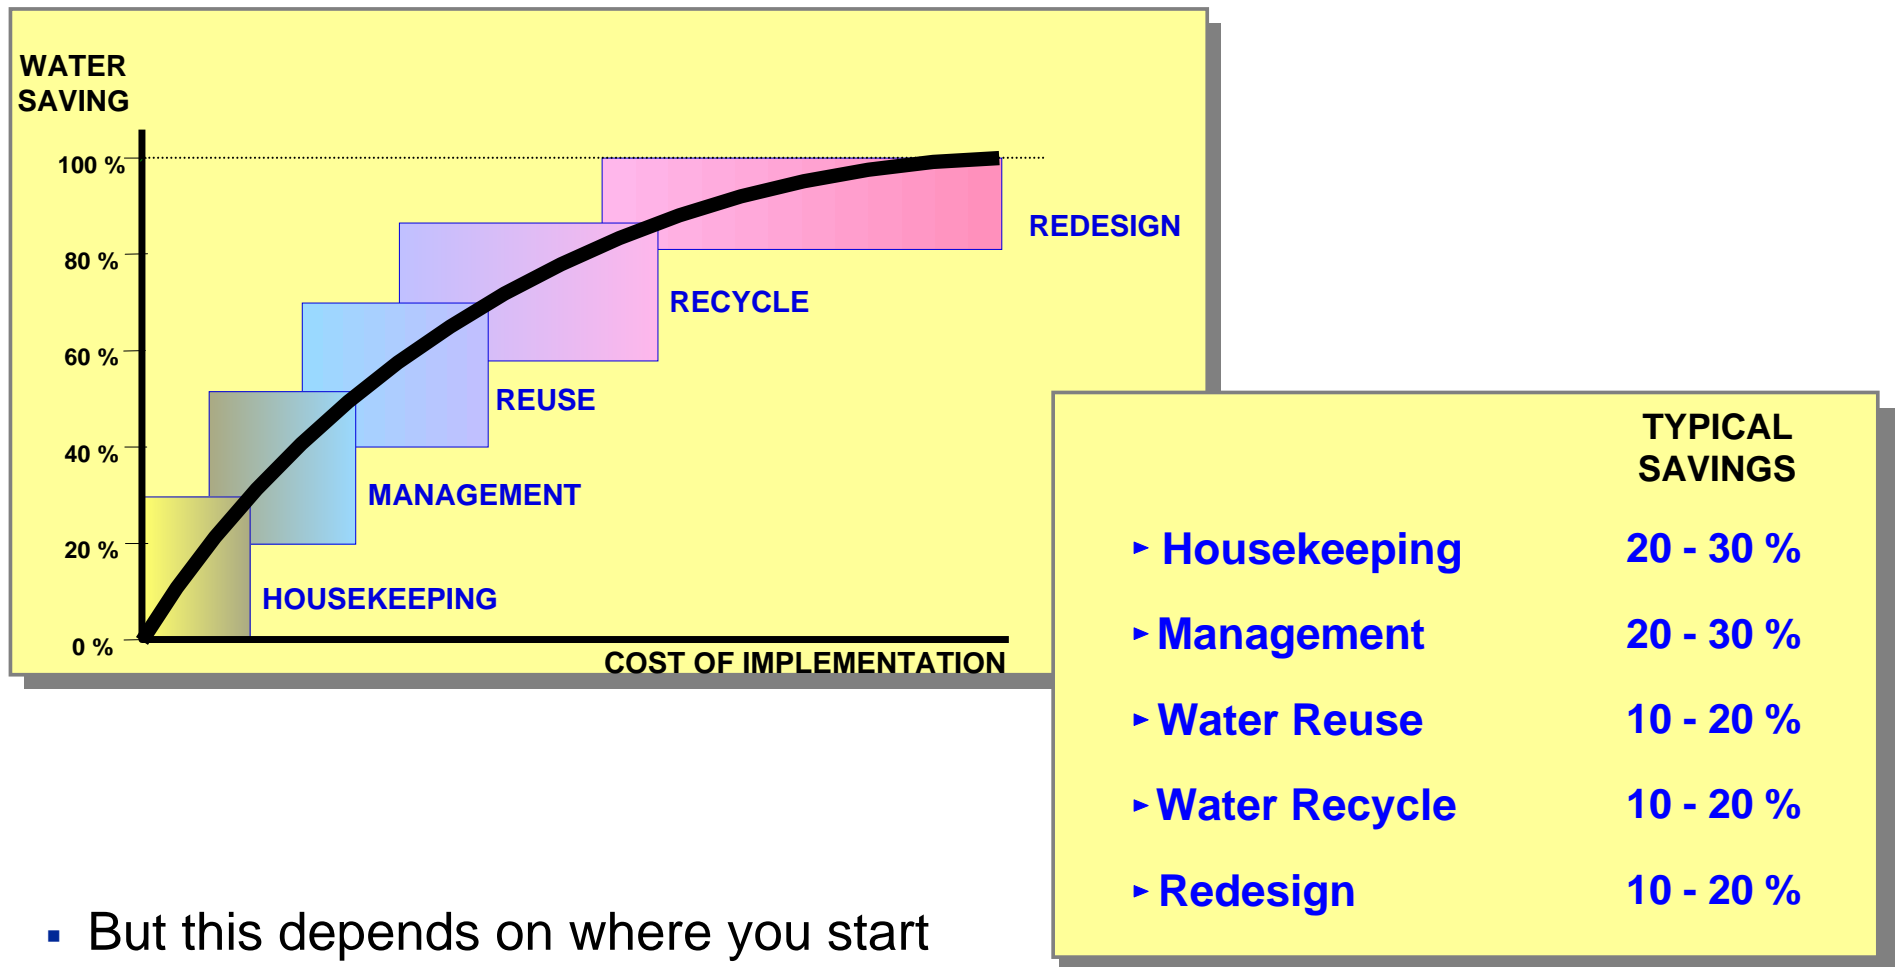 WATER
SAVING
100 %
80 %
60 %
40 %
20 %
0 %
REDESIGN
RECYCLE
REUSE
MANAGEMENT
HOUSEKEEPING
COST OF IMPLEMENTATION
TYPICAL
SAVINGS
► Housekeeping 20 - 30 %
► Management 20 - 30 %
► Water Reuse 10 - 20 %
► Water Recycle 10 - 20 %
► Redesign 10 - 20 %
▪ But this depends on where you start